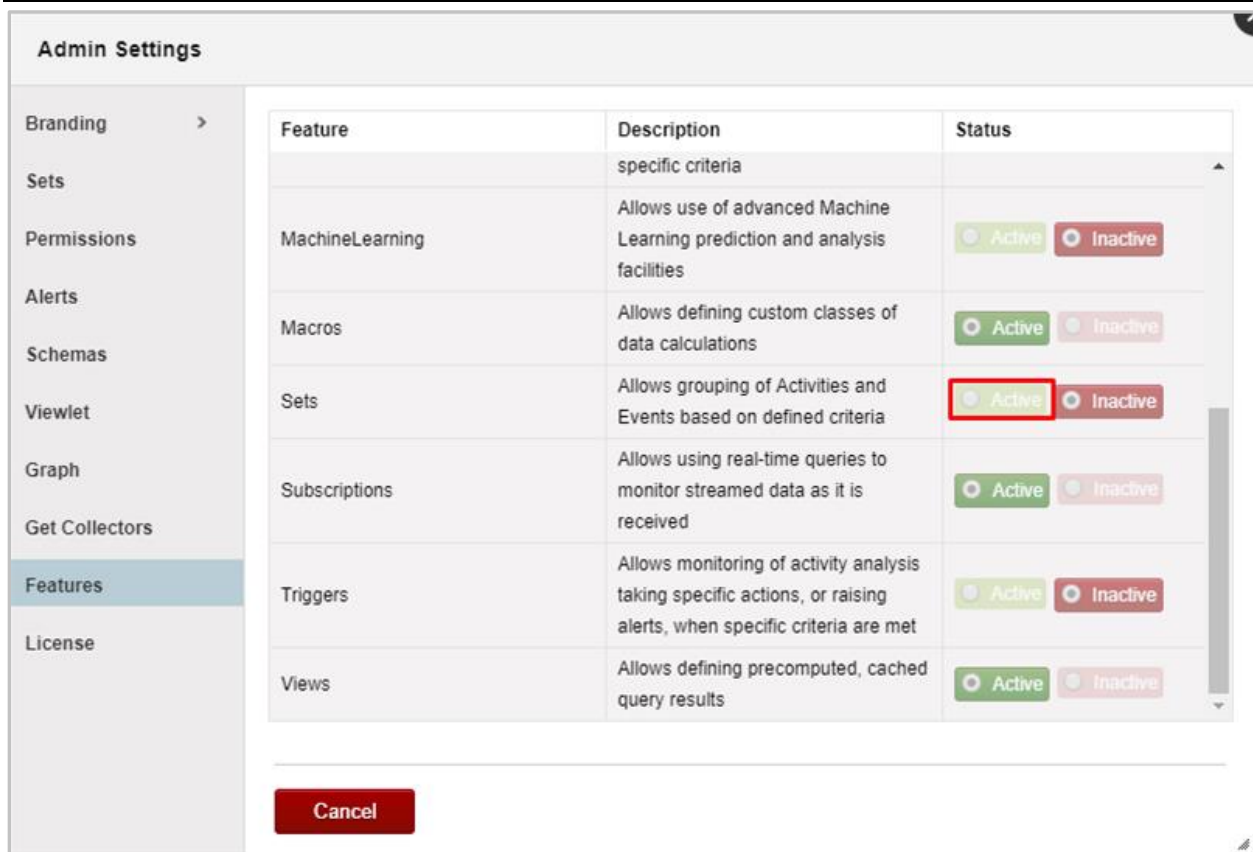 Admin Settings
Branding
Sets
Permissions
Alerts
Schemas
Viewlet
Graph
Get Collectors
Features
License
Feature Description Status
specific criteria
MachineLearning
Allows use of advanced Machine
Learning prediction and analysis
facilities
Active Inactive
Macros
Allows defining custom classes of
data calculations
Active Inactive
Sets
Allows grouping of Activities and
Events based on defined criteria
Active Inactive
Subscriptions
Allows using real-time queries to
monitor streamed data as it is
received
Active Inactive
Triggers
Allows monitoring of activity analysis
taking specific actions, or raising
alerts, when specific criteria are met
Active Inactive
Views
Allows defining precomputed, cached
query results
Active Inactive
Cancel